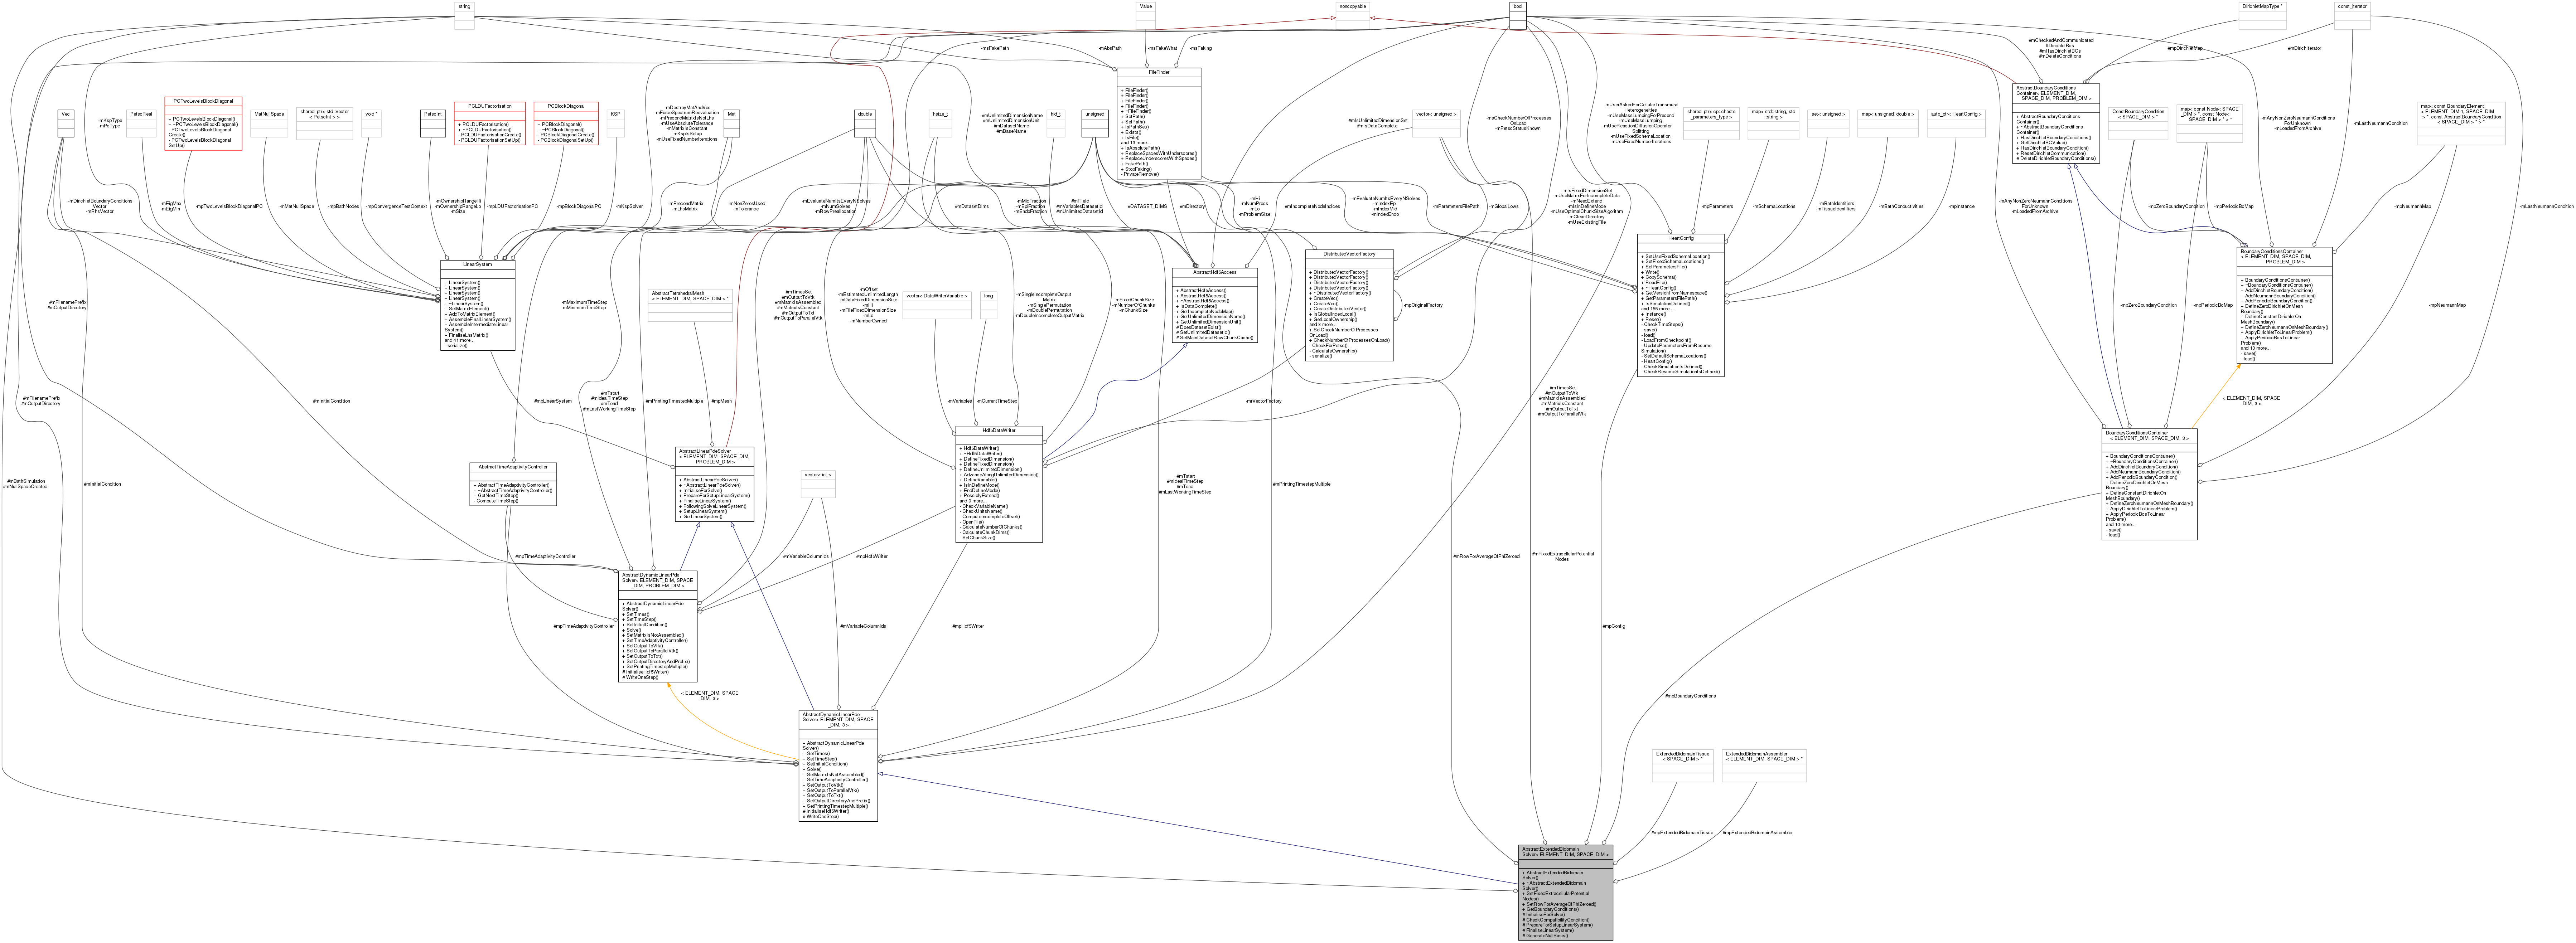 string
Value
noncopyable
bool
DirichletMapType *
const_iterator
-msFakePath
-mAbsPath
-msFakeWhat
-msFaking
#mCheckedAndCommunicated
IfDirichletBcs
#mHasDirichletBCs
#mDeleteConditions
#mpDirichletMap
#mDirichIterator
FileFinder
+ FileFinder()
+ FileFinder()
+ FileFinder()
+ FileFinder()
+ ~FileFinder()
+ SetPath()
+ SetPath()
+ IsPathSet()
+ Exists()
+ IsFile()
and 13 more...
+ IsAbsolutePath()
+ ReplaceSpacesWithUnderscores()
+ ReplaceUnderscoresWithSpaces()
+ FakePath()
+ StopFaking()
- PrivateRemove()
Vec
PetscReal
PCTwoLevelsBlockDiagonal
+ PCTwoLevelsBlockDiagonal()
+ ~PCTwoLevelsBlockDiagonal()
- PCTwoLevelsBlockDiagonal
Create()
- PCTwoLevelsBlockDiagonal
SetUp()
MatNullSpace
shared_ptr< std::vector
< PetscInt > >
void *
PetscInt
PCLDUFactorisation
+ PCLDUFactorisation()
+ ~PCLDUFactorisation()
- PCLDUFactorisationCreate()
- PCLDUFactorisationSetUp()
PCBlockDiagonal
+ PCBlockDiagonal()
+ ~PCBlockDiagonal()
- PCBlockDiagonalCreate()
- PCBlockDiagonalSetUp()
KSP
-mDestroyMatAndVec
-mForceSpectrumReevaluation
-mPrecondMatrixIsNotLhs
-mUseAbsoluteTolerance
-mMatrixIsConstant
-mKspIsSetup
-mUseFixedNumberIterations
Mat
double
hsize_t
#mUnlimitedDimensionName
#mUnlimitedDimensionUnit
#mDatasetName
#mBaseName
hid_t
unsigned
vector< unsigned >
-mCheckNumberOfProcesses
OnLoad
-mPetscStatusKnown
-mUserAskedForCellularTransmural
Heterogeneities
-mUseMassLumpingForPrecond
-mUseMassLumping
-mUseReactionDiffusionOperator
Splitting
-mUseFixedSchemaLocation
-mUseFixedNumberIterations
shared_ptr< cp::chaste
_parameters_type >
map< std::string, std
::string >
set< unsigned >
map< unsigned, double >
auto_ptr< HeartConfig >
AbstractBoundaryConditions
Container< ELEMENT_DIM,
SPACE_DIM, PROBLEM_DIM >
+ AbstractBoundaryConditions
Container()
+ ~AbstractBoundaryConditions
Container()
+ HasDirichletBoundaryConditions()
+ GetDirichletBCValue()
+ HasDirichletBoundaryCondition()
+ ResetDirichletCommunication()
# DeleteDirichletBoundaryConditions()
ConstBoundaryCondition
< SPACE_DIM > *
map< const Node< SPACE
_DIM > *, const Node<
SPACE_DIM > * >
-mAnyNonZeroNeumannConditions
ForUnknown
-mLoadedFromArchive
-mLastNeumannCondition
map< const BoundaryElement
< ELEMENT_DIM-1, SPACE_DIM
> *, const AbstractBoundaryCondition
< SPACE_DIM > * >
-mKspType
-mPcType
-mDirichletBoundaryConditions
Vector
-mRhsVector
-mEigMax
-mEigMin
-mpTwoLevelsBlockDiagonalPC
-mMatNullSpace
-mpBathNodes
-mpConvergenceTestContext
-mOwnershipRangeHi
-mOwnershipRangeLo
-mSize
-mpLDUFactorisationPC
-mpBlockDiagonalPC
-mKspSolver
-mPrecondMatrix
-mLhsMatrix
-mNonZerosUsed
-mTolerance
-mEvaluateNumItsEveryNSolves
-mNumSolves
-mRowPreallocation
#mDatasetDims
-mMidFraction
-mEpiFraction
-mEndoFraction
#mFileId
#mVariablesDatasetId
#mUnlimitedDatasetId
#DATASET_DIMS
#mDirectory
#mIsUnlimitedDimensionSet
#mIsDataComplete
#mIncompleteNodeIndices
-mHi
-mNumProcs
-mLo
-mProblemSize
-mEvaluateNumItsEveryNSolves
-mIndexEpi
-mIndexMid
-mIndexEndo
-mParametersFilePath
-mGlobalLows
-mIsFixedDimensionSet
-mUseMatrixForIncompleteData
-mNeedExtend
-mIsInDefineMode
-mUseOptimalChunkSizeAlgorithm
-mCleanDirectory
-mUseExistingFile
-mpParameters
-mSchemaLocations
-mBathIdentifiers
-mTissueIdentifiers
-mBathConductivities
-mpInstance
-mAnyNonZeroNeumannConditions
ForUnknown
-mLoadedFromArchive
-mpZeroBoundaryCondition
-mpPeriodicBcMap
-mpNeumannMap
-mLastNeumannCondition
LinearSystem
+ LinearSystem()
+ LinearSystem()
+ LinearSystem()
+ LinearSystem()
+ ~LinearSystem()
+ SetMatrixElement()
+ AddToMatrixElement()
+ AssembleFinalLinearSystem()
+ AssembleIntermediateLinear
System()
+ FinaliseLhsMatrix()
and 41 more...
- serialize()
AbstractTetrahedralMesh
< ELEMENT_DIM, SPACE_DIM > *
vector< DataWriterVariable >
long
AbstractHdf5Access
+ AbstractHdf5Access()
+ AbstractHdf5Access()
+ ~AbstractHdf5Access()
+ IsDataComplete()
+ GetIncompleteNodeMap()
+ GetUnlimitedDimensionName()
+ GetUnlimitedDimensionUnit()
# DoesDatasetExist()
# SetUnlimitedDatasetId()
# SetMainDatasetRawChunkCache()
DistributedVectorFactory
+ DistributedVectorFactory()
+ DistributedVectorFactory()
+ DistributedVectorFactory()
+ DistributedVectorFactory()
+ ~DistributedVectorFactory()
+ CreateVec()
+ CreateVec()
+ CreateDistributedVector()
+ IsGlobalIndexLocal()
+ GetLocalOwnership()
and 8 more...
+ SetCheckNumberOfProcesses
OnLoad()
+ CheckNumberOfProcessesOnLoad()
- CheckForPetsc()
- CalculateOwnership()
- serialize()
-mpOriginalFactory
HeartConfig
+ SetUseFixedSchemaLocation()
+ SetFixedSchemaLocations()
+ SetParametersFile()
+ Write()
+ CopySchema()
+ ReadFile()
+ ~HeartConfig()
+ GetVersionFromNamespace()
+ GetParametersFilePath()
+ IsSimulationDefined()
and 195 more...
+ Instance()
+ Reset()
- CheckTimeSteps()
- save()
- load()
- LoadFromCheckpoint()
- UpdateParametersFromResume
Simulation()
- SetDefaultSchemaLocations()
- HeartConfig()
- CheckSimulationIsDefined()
- CheckResumeSimulationIsDefined()
BoundaryConditionsContainer
< ELEMENT_DIM, SPACE_DIM,
PROBLEM_DIM >
+ BoundaryConditionsContainer()
+ ~BoundaryConditionsContainer()
+ AddDirichletBoundaryCondition()
+ AddNeumannBoundaryCondition()
+ AddPeriodicBoundaryCondition()
+ DefineZeroDirichletOnMesh
Boundary()
+ DefineConstantDirichletOn
MeshBoundary()
+ DefineZeroNeumannOnMeshBoundary()
+ ApplyDirichletToLinearProblem()
+ ApplyPeriodicBcsToLinear
Problem()
and 10 more...
- save()
- load()
#mFilenamePrefix
#mOutputDirectory
-mMaximumTimeStep
-mMinimumTimeStep
#mTimesSet
#mOutputToVtk
#mMatrixIsAssembled
#mMatrixIsConstant
#mOutputToTxt
#mOutputToParallelVtk
-mOffset
-mEstimatedUnlimitedLength
-mDataFixedDimensionSize
-mHi
-mFileFixedDimensionSize
-mLo
-mNumberOwned
-mSingleIncompleteOutput
Matrix
-mSinglePermutation
-mDoublePermutation
-mDoubleIncompleteOutputMatrix
-mFixedChunkSize
-mNumberOfChunks
-mChunkSize
-mpZeroBoundaryCondition
-mpPeriodicBcMap
-mpNeumannMap
#mFilenamePrefix
#mOutputDirectory
#mInitialCondition
#mpLinearSystem
#mTstart
#mIdealTimeStep
#mTend
#mLastWorkingTimeStep
#mPrintingTimestepMultiple
#mpMesh
-mVariables
-mCurrentTimeStep
-mrVectorFactory
#mTimesSet
#mOutputToVtk
#mMatrixIsAssembled
#mMatrixIsConstant
#mOutputToTxt
#mOutputToParallelVtk
< ELEMENT_DIM, SPACE
_DIM, 3 >
AbstractTimeAdaptivityController
+ AbstractTimeAdaptivityController()
+ ~AbstractTimeAdaptivityController()
+ GetNextTimeStep()
- ComputeTimeStep()
AbstractLinearPdeSolver
< ELEMENT_DIM, SPACE_DIM,
PROBLEM_DIM >
+ AbstractLinearPdeSolver()
+ ~AbstractLinearPdeSolver()
+ InitialiseForSolve()
+ PrepareForSetupLinearSystem()
+ FinaliseLinearSystem()
+ FollowingSolveLinearSystem()
+ SetupLinearSystem()
+ GetLinearSystem()
vector< int >
Hdf5DataWriter
+ Hdf5DataWriter()
+ ~Hdf5DataWriter()
+ DefineFixedDimension()
+ DefineFixedDimension()
+ DefineUnlimitedDimension()
+ AdvanceAlongUnlimitedDimension()
+ DefineVariable()
+ IsInDefineMode()
+ EndDefineMode()
+ PossiblyExtend()
and 9 more...
- CheckVariableName()
- CheckUnitsName()
- ComputeIncompleteOffset()
- OpenFile()
- CalculateNumberOfChunks()
- CalculateChunkDims()
- SetChunkSize()
BoundaryConditionsContainer
< ELEMENT_DIM, SPACE_DIM, 3 >
+ BoundaryConditionsContainer()
+ ~BoundaryConditionsContainer()
+ AddDirichletBoundaryCondition()
+ AddNeumannBoundaryCondition()
+ AddPeriodicBoundaryCondition()
+ DefineZeroDirichletOnMesh
Boundary()
+ DefineConstantDirichletOn
MeshBoundary()
+ DefineZeroNeumannOnMeshBoundary()
+ ApplyDirichletToLinearProblem()
+ ApplyPeriodicBcsToLinear
Problem()
and 10 more...
- save()
- load()
#mBathSimulation
#mNullSpaceCreated
#mInitialCondition
#mTstart
#mIdealTimeStep
#mTend
#mLastWorkingTimeStep
#mPrintingTimestepMultiple
#mpTimeAdaptivityController
#mVariableColumnIds
#mpHdf5Writer
#mRowForAverageOfPhiZeroed
#mFixedExtracellularPotential
Nodes
AbstractDynamicLinearPde
Solver< ELEMENT_DIM, SPACE
_DIM, PROBLEM_DIM >
+ AbstractDynamicLinearPde
Solver()
+ SetTimes()
+ SetTimeStep()
+ SetInitialCondition()
+ Solve()
+ SetMatrixIsNotAssembled()
+ SetTimeAdaptivityController()
+ SetOutputToVtk()
+ SetOutputToParallelVtk()
+ SetOutputToTxt()
+ SetOutputDirectoryAndPrefix()
+ SetPrintingTimestepMultiple()
# InitialiseHdf5Writer()
# WriteOneStep()
#mpTimeAdaptivityController
#mVariableColumnIds
#mpHdf5Writer
#mpConfig
< ELEMENT_DIM, SPACE
_DIM, 3 >
#mpBoundaryConditions
AbstractDynamicLinearPde
Solver< ELEMENT_DIM, SPACE
_DIM, 3 >
+ AbstractDynamicLinearPde
Solver()
+ SetTimes()
+ SetTimeStep()
+ SetInitialCondition()
+ Solve()
+ SetMatrixIsNotAssembled()
+ SetTimeAdaptivityController()
+ SetOutputToVtk()
+ SetOutputToParallelVtk()
+ SetOutputToTxt()
+ SetOutputDirectoryAndPrefix()
+ SetPrintingTimestepMultiple()
# InitialiseHdf5Writer()
# WriteOneStep()
ExtendedBidomainTissue
< SPACE_DIM > *
ExtendedBidomainAssembler
< ELEMENT_DIM, SPACE_DIM > *
#mpExtendedBidomainTissue
#mpExtendedBidomainAssembler
AbstractExtendedBidomain
Solver< ELEMENT_DIM, SPACE_DIM >
+ AbstractExtendedBidomain
Solver()
+ ~AbstractExtendedBidomain
Solver()
+ SetFixedExtracellularPotential
Nodes()
+ SetRowForAverageOfPhiZeroed()
+ GetBoundaryConditions()
# InitialiseForSolve()
# CheckCompatibilityCondition()
# PrepareForSetupLinearSystem()
# FinaliseLinearSystem()
# GenerateNullBasis()